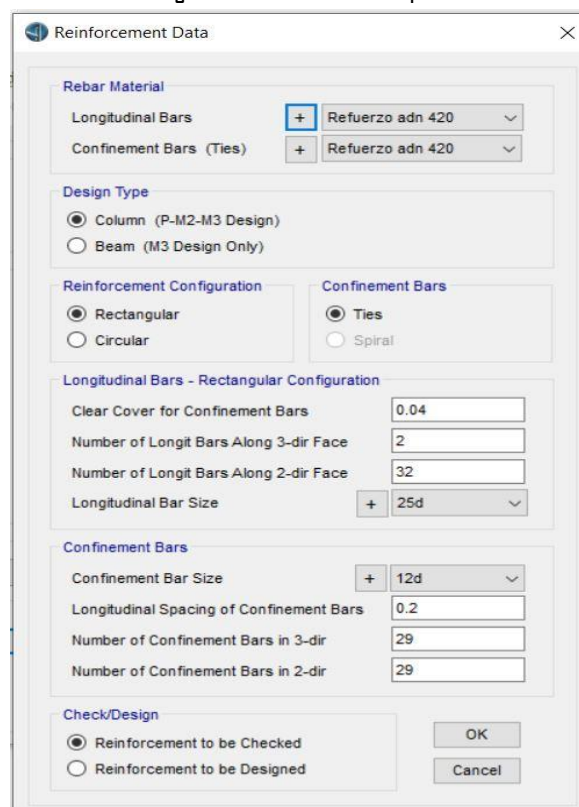 Reinforcement Data
Rebar Material
Longitudinal Bars + Refuerzo adn 420
Confinement Bars (Ties) + Refuerzo adn 420
Design Type
Column (P-M2-M3 Design)
Beam (M3 Design Only)
Reinforcement Configuration
Rectangular
Circular
Confinement Bars
Ties
Spiral
Longitudinal Bars - Rectangular Configuration
Clear Cover for Confinement Bars 0.04
Number of Longit Bars Along 3-dir Face 2
Number of Longit Bars Along 2-dir Face 32
Longitudinal Bar Size + 25d
Confinement Bars
Confinement Bar Size + 12d
Longitudinal Spacing of Confinement Bars 0.2
Number of Confinement Bars in 3-dir 29
Number of Confinement Bars in 2-dir 29
Check/Design
Reinforcement to be Checked
Reinforcement to be Designed
OK
Cancel